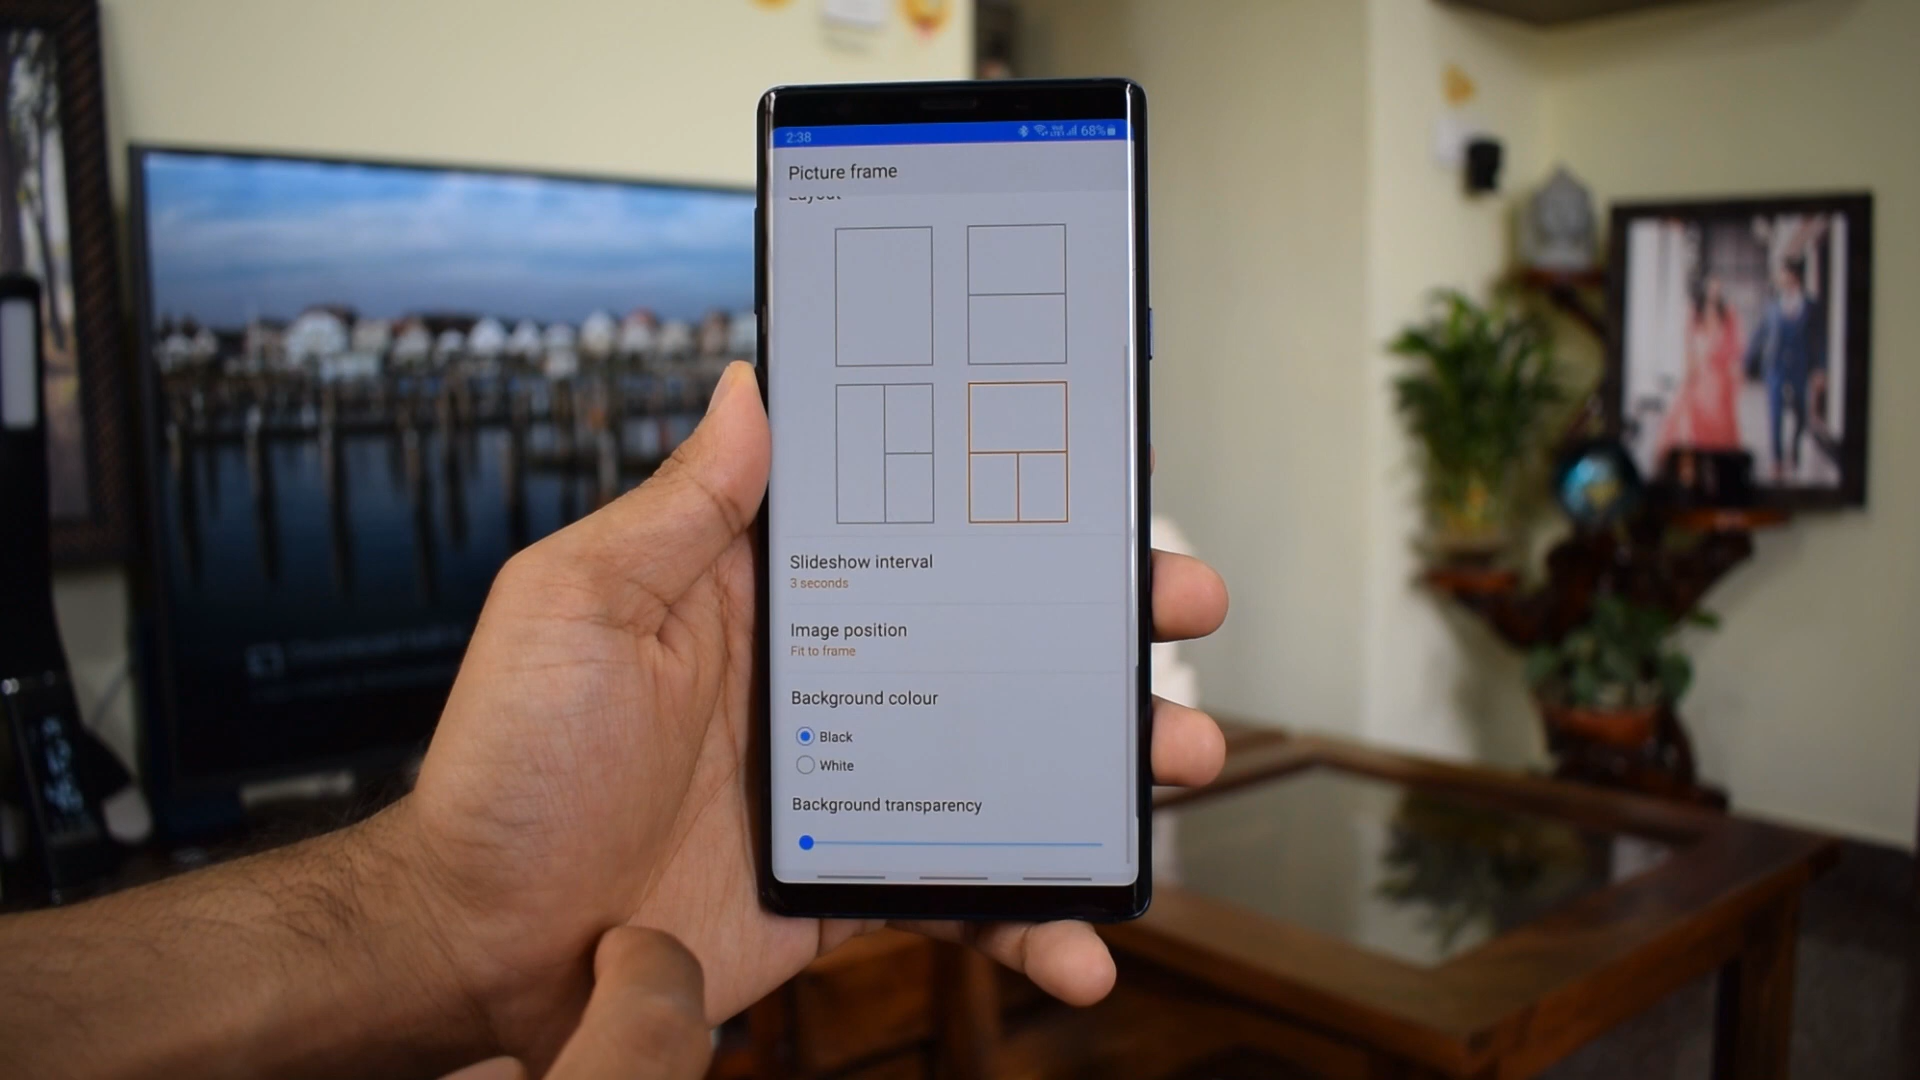 2:38 68%
Picture frame
Layout
Slideshow interval
3 seconds
Image position
Fit to frame
Background colour
Black
White
Background transparency